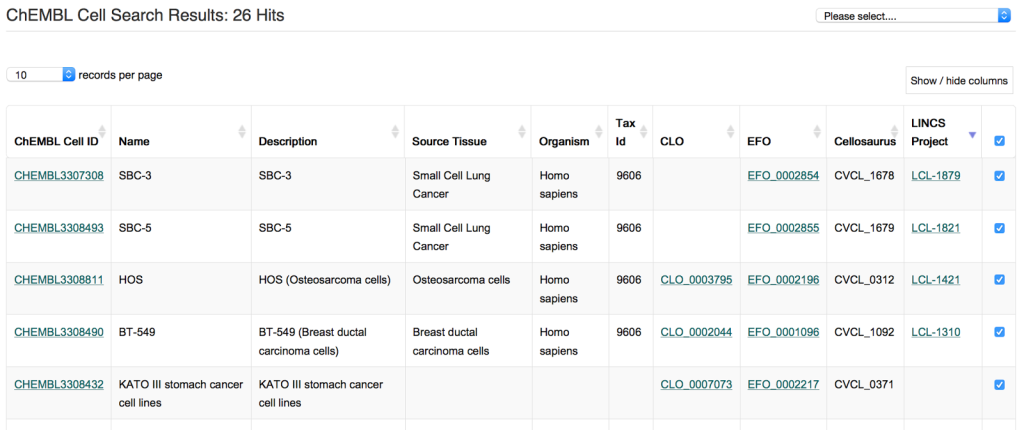 ChEMBL Cell Search Results: 26 Hits
Please select....
10 records per page
Show / hide columns
ChEMBL Cell ID Name Description Source Tissue Organism Tax Id CLO EFO Cellosaurus LINCS Project
CHEMBL3307308 SBC-3 SBC-3 Small Cell Lung Cancer Homo sapiens 9606 EFO_0002854 CVCL_1678 LCL-1879
CHEMBL3308493 SBC-5 SBC-5 Small Cell Lung Cancer Homo sapiens 9606 EFO_0002855 CVCL_1679 LCL-1821
CHEMBL3308811 HOS HOS (Osteosarcoma cells) Osteosarcoma cells Homo sapiens 9606 CLO_0003795 EFO_0002196 CVCL_0312 LCL-1421
CHEMBL3308490 BT-549 BT-549 (Breast ductal carcinoma cells) Breast ductal carcinoma cells Homo sapiens 9606 CLO_0002044 EFO_0001096 CVCL_1092 LCL-1310
CHEMBL3308432 KATO III stomach cancer cell lines KATO III stomach cancer cell lines CLO_0007073 EFO_0002217 CVCL_0371